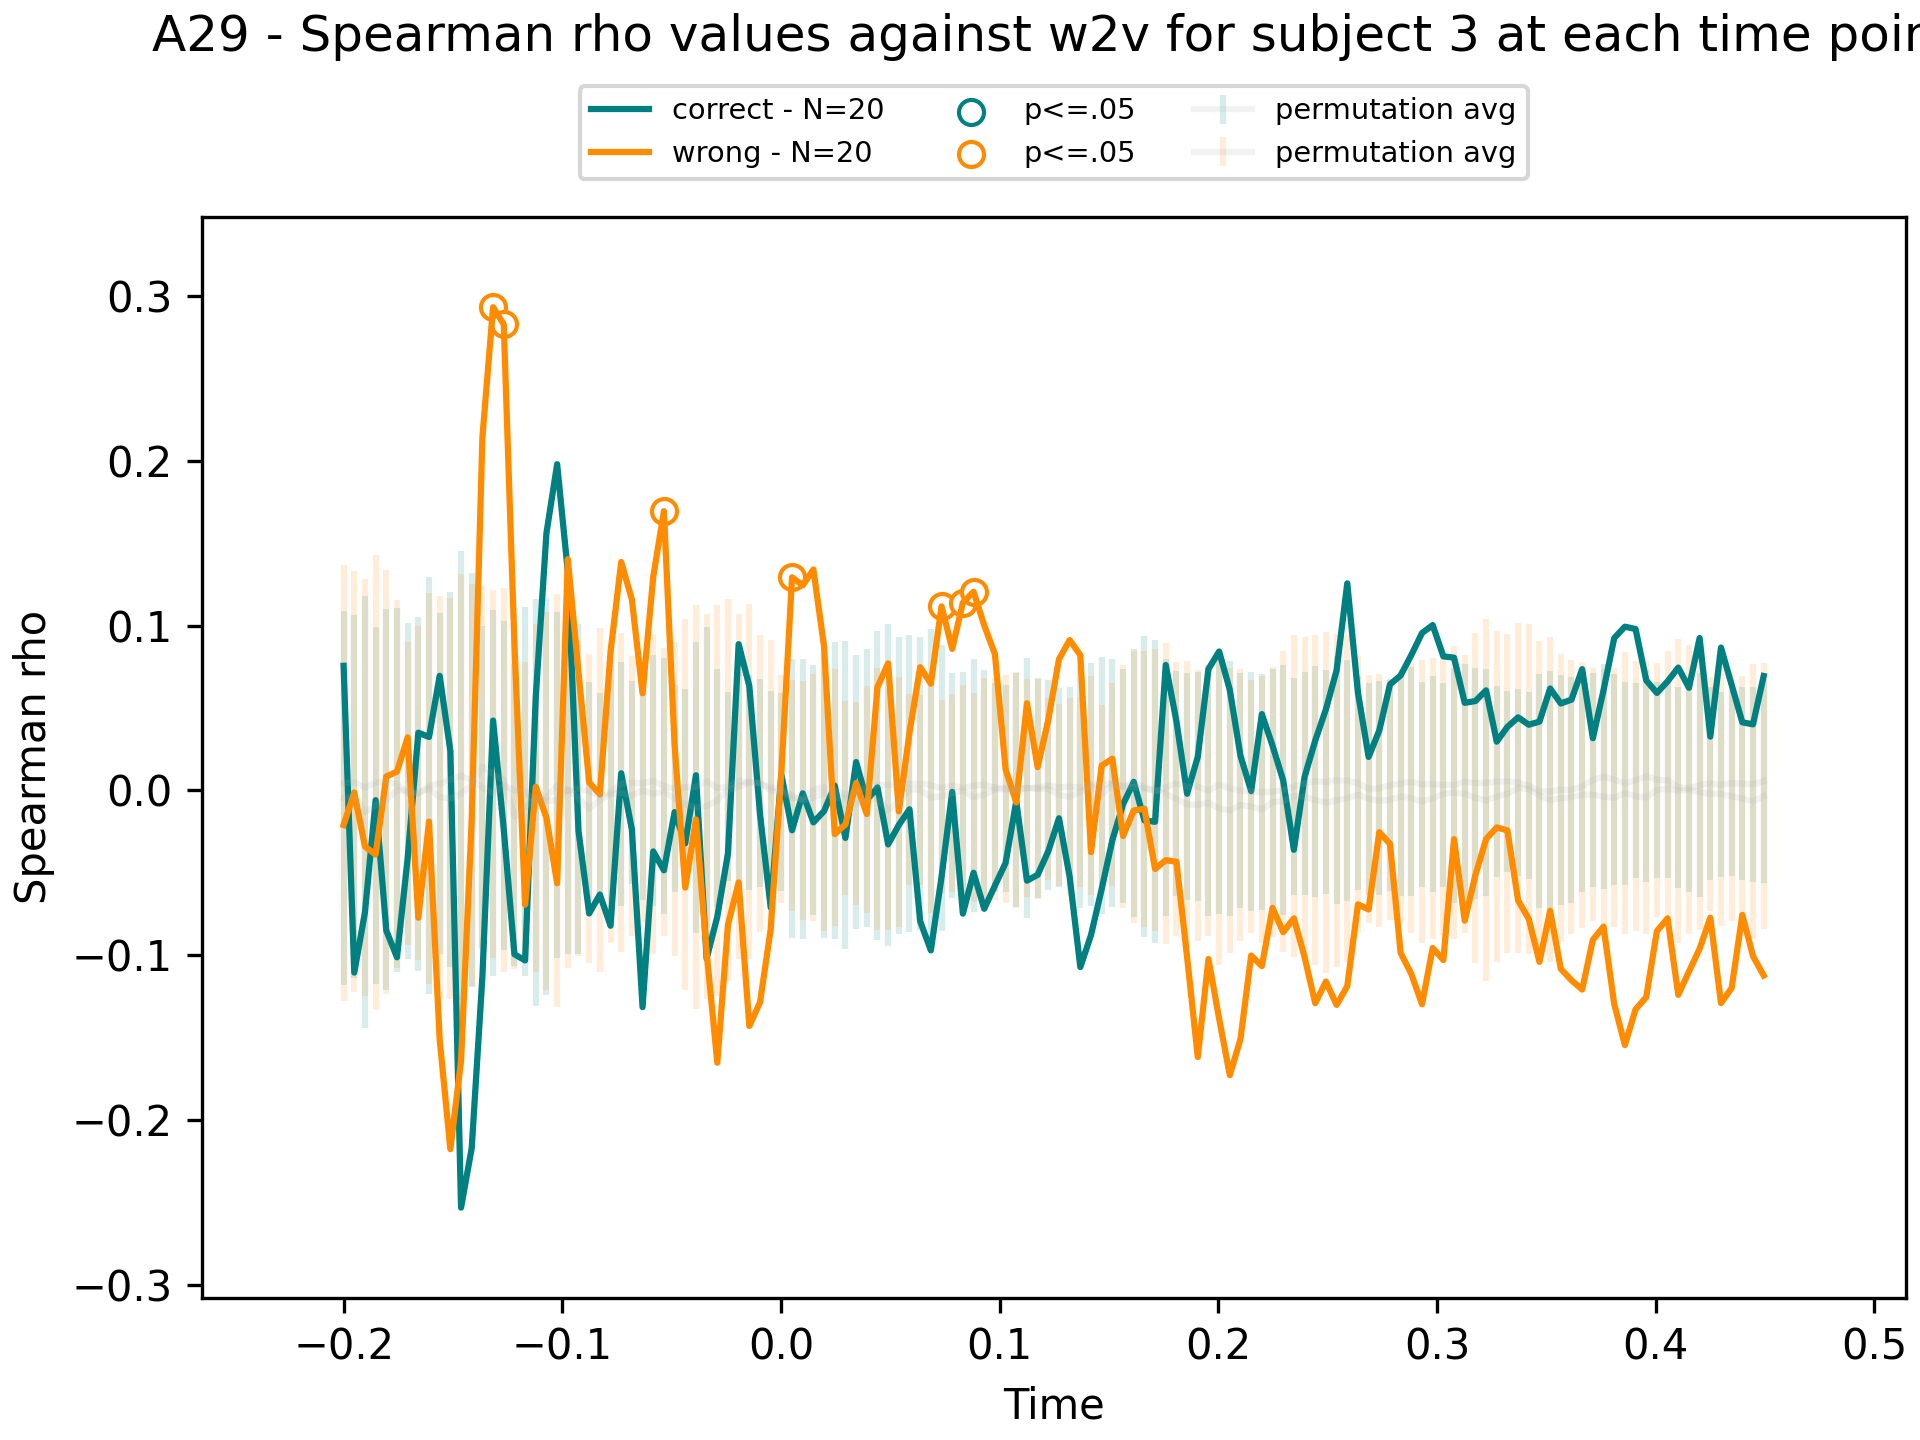 A29 - Spearman rho values against w2v for subject 3 at each time poin
correct - N=20
wrong - N=20
p<=.05
p<=.05
permutation avg
permutation avg
0.3
0.2
0.1
0.0
−0.1
−0.2
−0.3
Spearman rho
−0.2 −0.1 0.0 0.1 0.2 0.3 0.4 0.5
Time